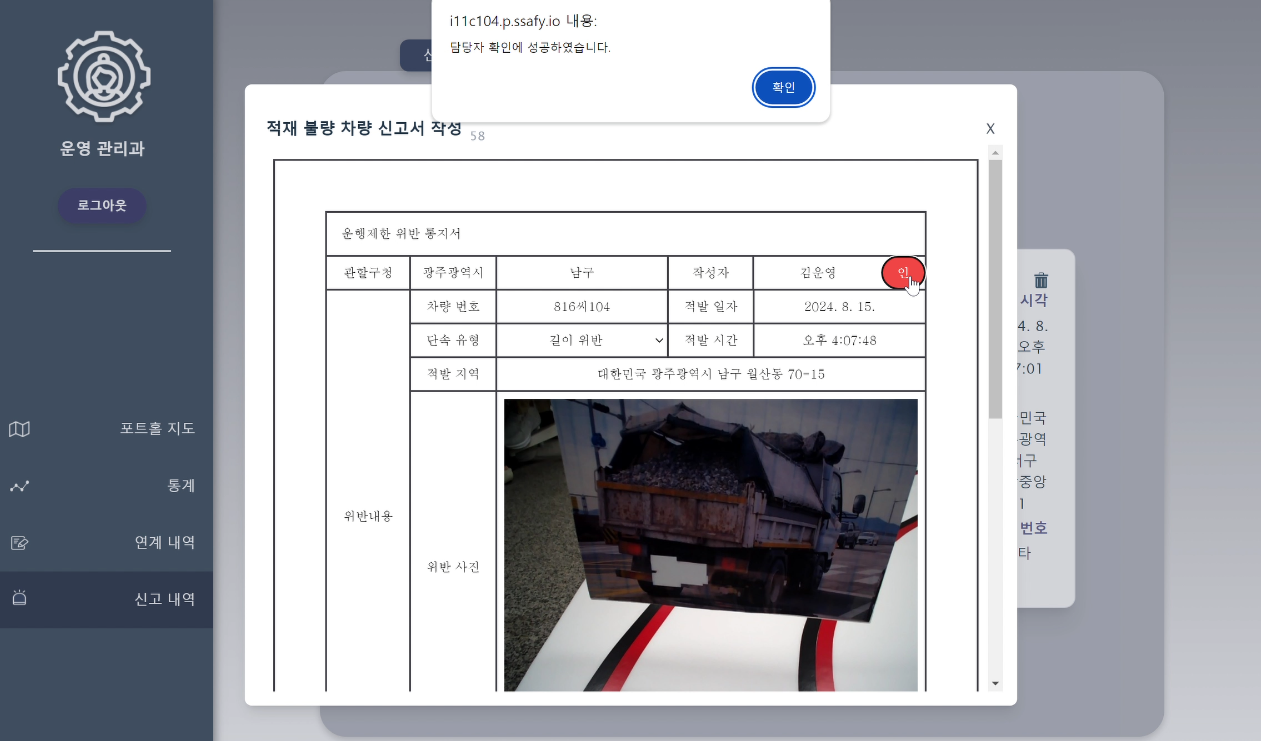 i11c104.p.ssafy.io 내용:
담당자 확인에 성공하였습니다.
확인
운영 관리과
로그아웃
포트홀 지도
통계
연계 내역
신고 내역
적재 불량 차량 신고서 작성 58
X
운행제한 위반 통지서
관할구청 광주광역시 남구 작성자 김운영 인
차량 번호 816씨104 적발 일자 2024. 8. 15.
단속 유형 길이 위반 적발 시간 오후 4:07:48
적발 지역 대한민국 광주광역시 남구 월산동 70-15
위반내용
위반 사진
시각
4. 8.
오후
7:01
민국
광역
서구
중앙
1
번호
타